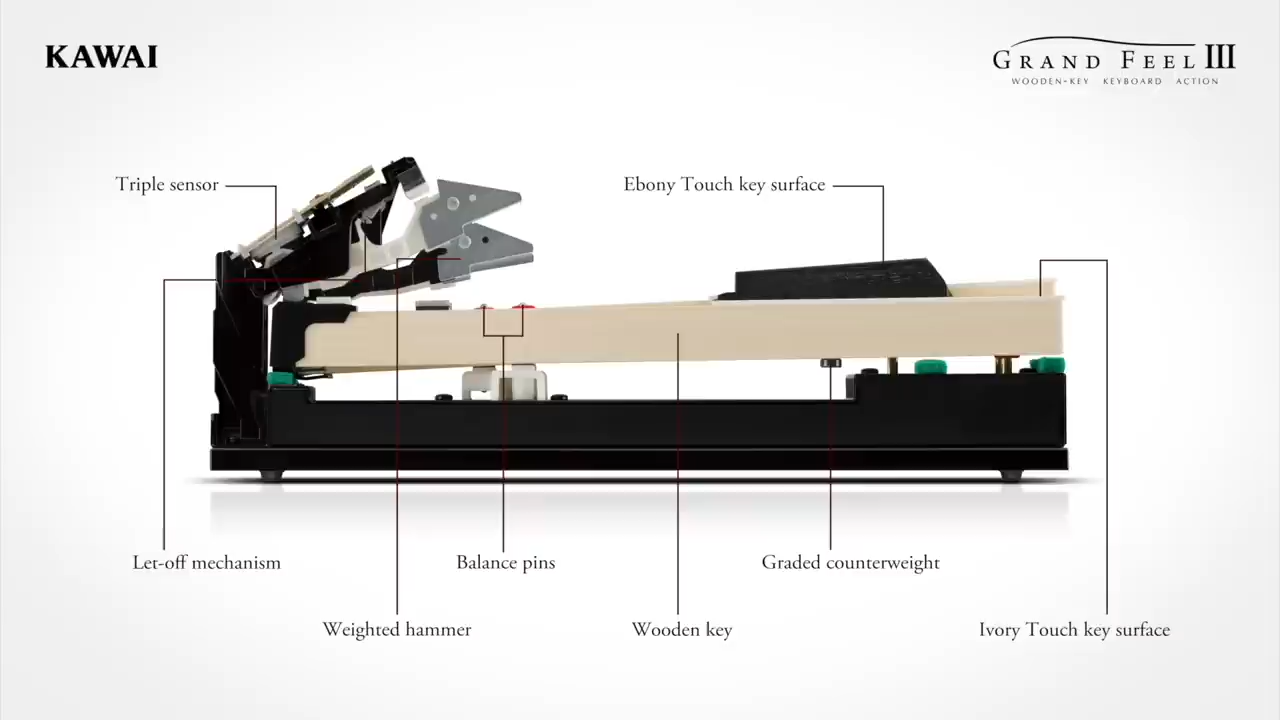 KAWAI
GRAND FEEL III
WOODEN-KEY KEYBOARD ACTION
Triple sensor
Ebony Touch key surface
Let-off mechanism
Balance pins
Graded counterweight
Weighted hammer
Wooden key
Ivory Touch key surface